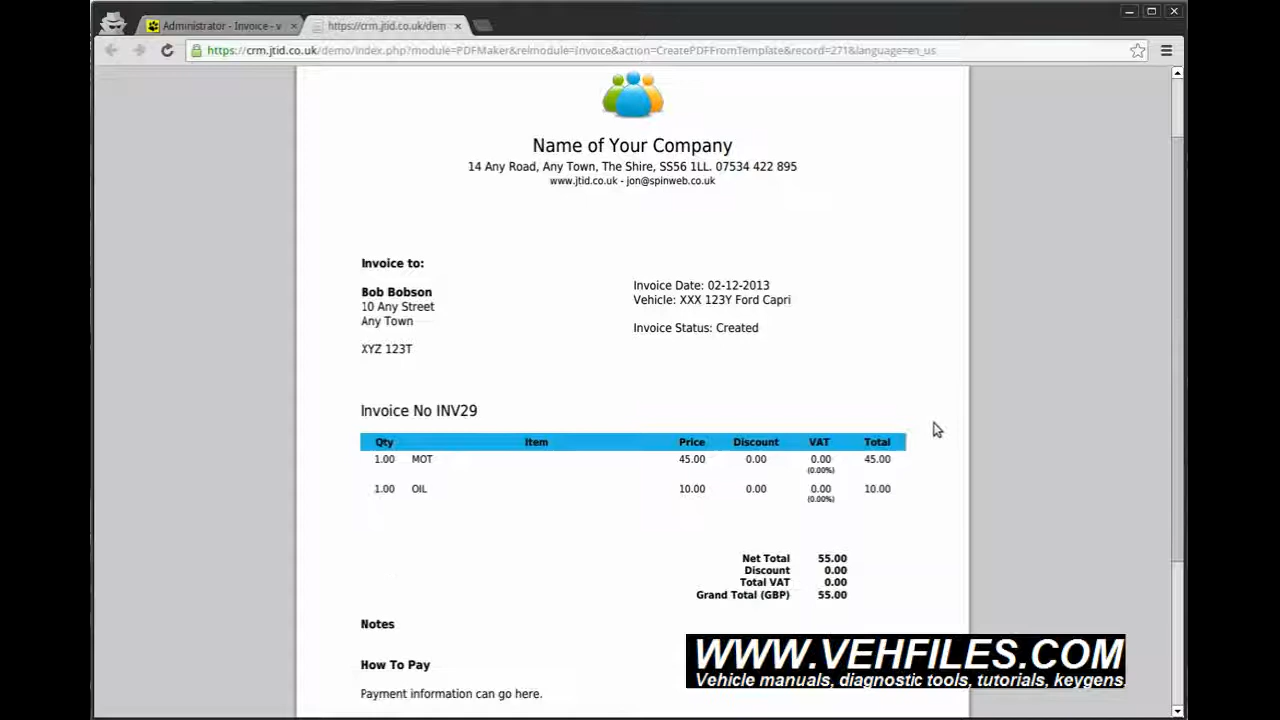 Administrator - Invoice - v
https://crm.jtid.co.uk/dem
https://crm.jtid.co.uk/demo/index.php?module=PDFMaker&relmodule=Invoice&action=CreatePDFFromTemplate&record=271&language=en_us
Name of Your Company
14 Any Road, Any Town, The Shire, SS56 1LL. 07534 422 895
www.jtid.co.uk - jon@spinweb.co.uk
Invoice to:
Bob Bobson
10 Any Street
Any Town
XYZ 123T
Invoice Date: 02-12-2013
Vehicle: XXX 123Y Ford Capri
Invoice Status: Created
Invoice No INV29
Qty Item Price Discount VAT Total
1.00 MOT 45.00 0.00 0.00 45.00
(0.00%)
1.00 OIL 10.00 0.00 0.00 10.00
(0.00%)
Net Total 55.00
Discount 0.00
Total VAT 0.00
Grand Total (GBP) 55.00
Notes
How To Pay
Payment information can go here.
WWW.VEHFILES.COM
Vehicle manuals, diagnostic tools, tutorials, keygens.